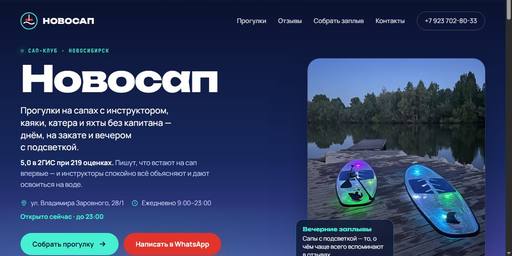 НОВОСАП
Прогулки Отзывы Собрать заплыв Контакты +7 923 702-80-33
САП-КЛУБ · НОВОСИБИРСК
Новосап
Прогулки на сапах с инструктором,
каяки, катера и яхты без капитана —
днём, на закате и вечером
с подсветкой.
5,0 в 2ГИС при 219 оценках. Пишут, что встают на сап
впервые — и инструкторы спокойно всё объясняют и дают
освоиться на воде.
ул. Владимира Заровного, 28/1 Ежедневно 9:00–23:00
Открыто сейчас · до 23:00
Собрать прогулку → Написать в WhatsApp
Вечерние заплывы
Сапы с подсветкой — то, о
чём чаще всего вспоминают
в отзывах.